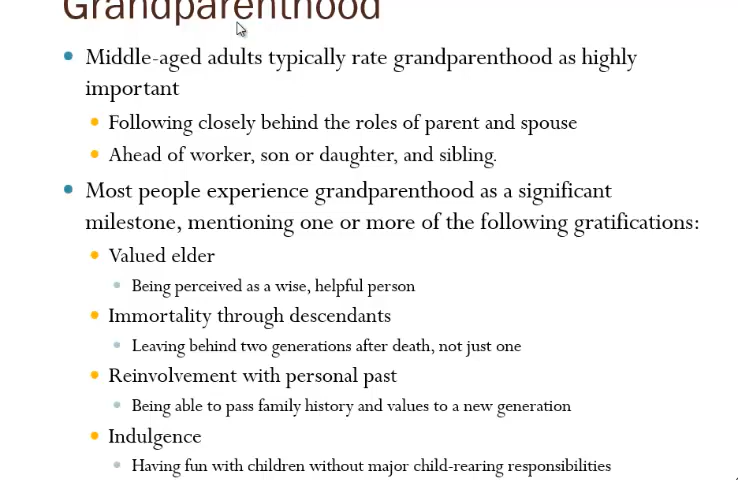 Grandparenthood
Middle-aged adults typically rate grandparenthood as highly
important
Following closely behind the roles of parent and spouse
Ahead of worker, son or daughter, and sibling.
Most people experience grandparenthood as a significant
milestone, mentioning one or more of the following gratifications:
Valued elder
Being perceived as a wise, helpful person
Immortality through descendants
Leaving behind two generations after death, not just one
Reinvolvement with personal past
Being able to pass family history and values to a new generation
Indulgence
Having fun with children without major child-rearing responsibilities